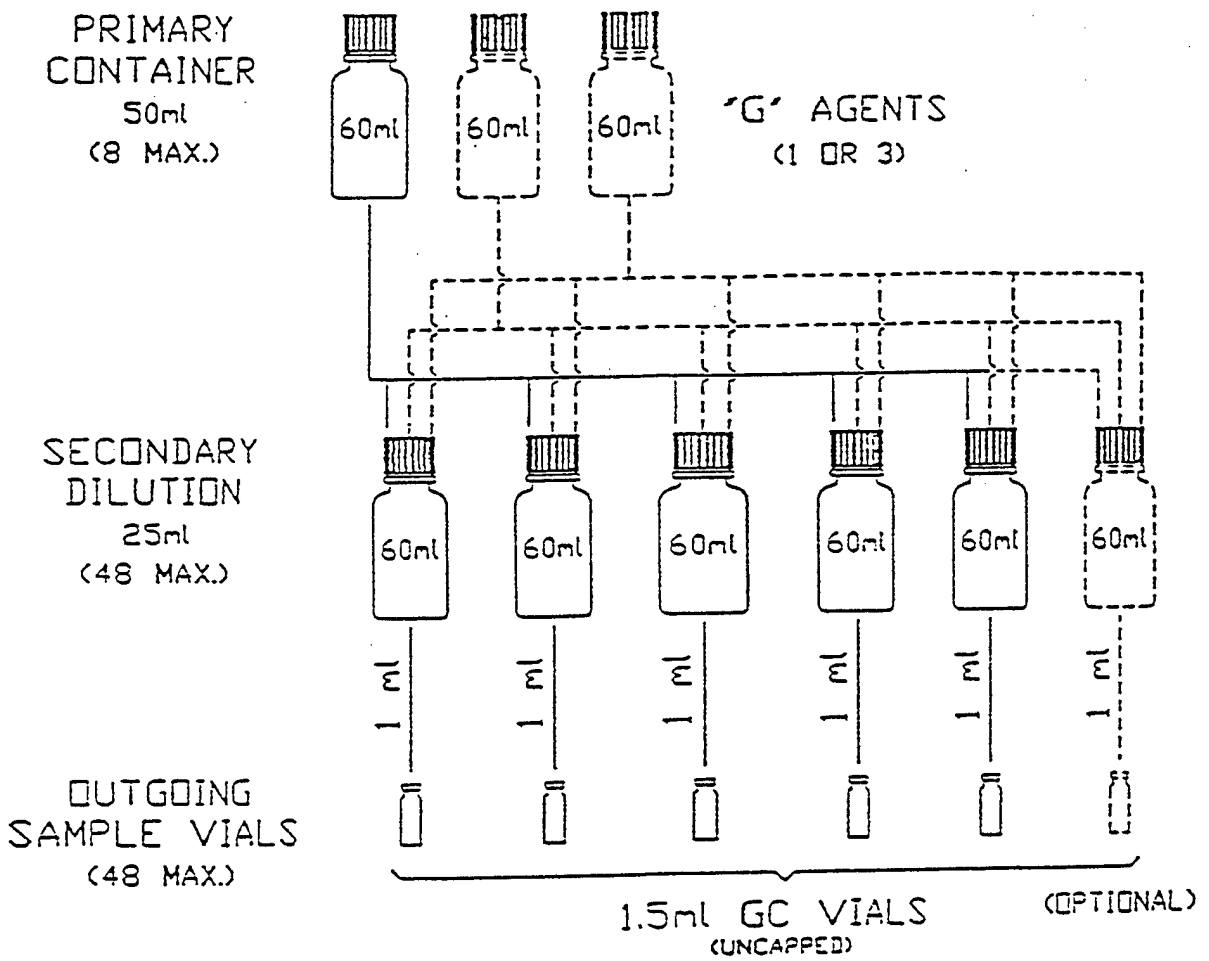 PRIMARY
CONTAINER
50ml
(8 MAX.)
60ml
60ml
60ml
"G" AGENTS
(1 OR 3)
SECONDARY
DILUTION
25ml
(48 MAX.)
60ml
60ml
60ml
60ml
60ml
60ml
1 ml
1 ml
1 ml
1 ml
1 ml
1 ml
OUTGOING
SAMPLE VIALS
(48 MAX.)
1.5ml GC VIALS
(UNCAPPED)
(OPTIONAL)